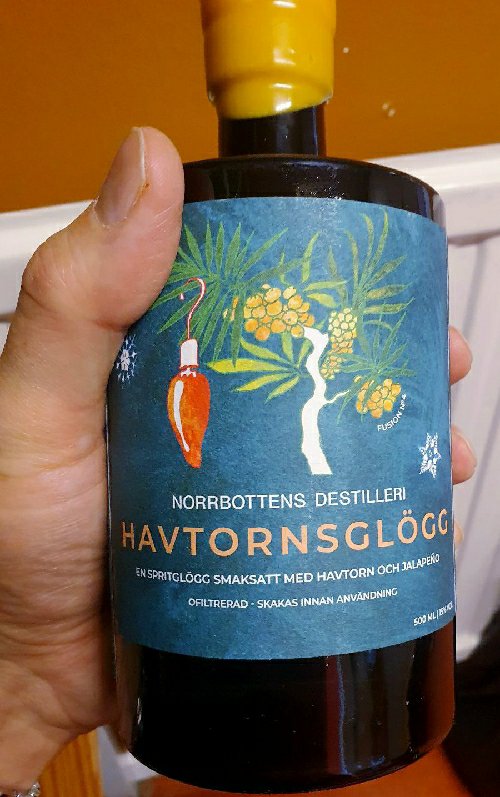 FUSION Nº 4
NORRBOTTENS DESTILLERI
HAVTORNSGLÖGG
EN SPRITGLÖGG SMAKSATT MED HAVTORN OCH JALAPEÑO
OFILTRERAD - SKAKAS INNAN ANVÄNDNING
500 ML |